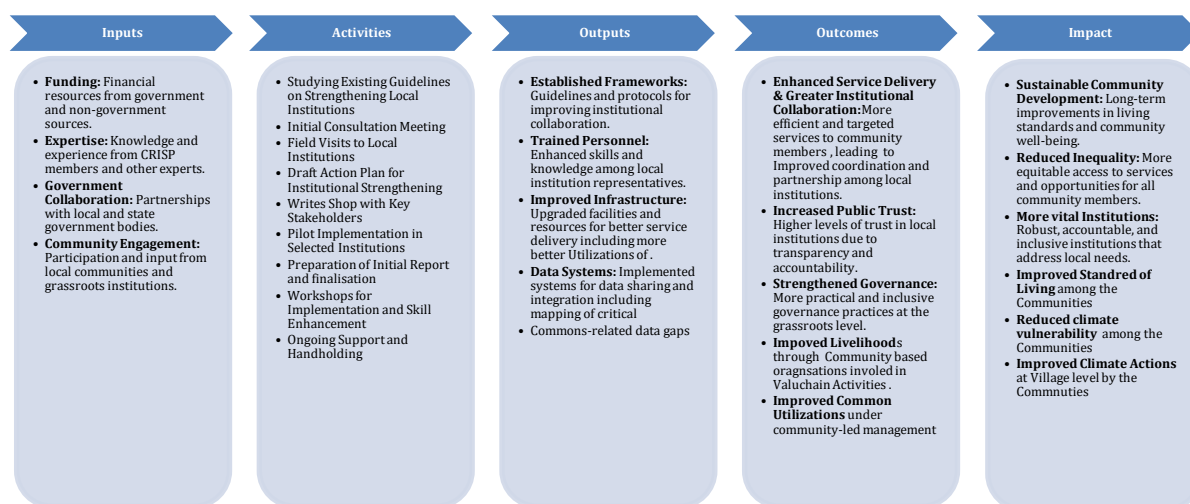 Inputs
• Funding: Financial
resources from government
and non-government
sources.
• Expertise: Knowledge and
experience from CRISP
members and other experts.
• Government
Collaboration: Partnerships
with local and state
government bodies.
• Community Engagement:
Participation and input from
local communities and
grassroots institutions.
Activities
• Studying Existing Guidelines
on Strengthening Local
Institutions
• Initial Consultation Meeting
• Field Visits to Local
Institutions
• Draft Action Plan for
Institutional Strengthening
• Writes Shop with Key
Stakeholders
• Pilot Implementation in
Selected Institutions
• Preparation of Initial Report
and finalisation
• Workshops for
Implementation and Skill
Enhancement
• Ongoing Support and
Handholding
Outputs
• Established Frameworks:
Guidelines and protocols for
improving institutional
collaboration.
• Trained Personnel:
Enhanced skills and
knowledge among local
institution representatives.
• Improved Infrastructure:
Upgraded facilities and
resources for better service
delivery including more
better Utilizations of .
• Data Systems: Implemented
systems for data sharing and
integration including
mapping of critical
• Commons-related data gaps
Outcomes
• Enhanced Service Delivery
& Greater Institutional
Collaboration:More
efficient and targeted
services to community
members , leading to
Improved coordination and
partnership among local
institutions.
• Increased Public Trust:
Higher levels of trust in local
institutions due to
transparency and
accountability.
• Strengthened Governance:
More practical and inclusive
governance practices at the
grassroots level.
• Impoved Livelihoods
through Community based
oragnsations involed in
Valuchain Activities .
• Improved Common
Utilizations under
community-led management
Impact
• Sustainable Community
Development: Long-term
improvements in living
standards and community
well-being.
• Reduced Inequality: More
equitable access to services
and opportunities for all
community members.
• More vital Institutions:
Robust, accountable, and
inclusive institutions that
address local needs.
• Improved Standred of
Living among the
Communities
• Reduced climate
vulnerability among the
Communities
• Improved Climate Actions
at Village level by the
Commnuties